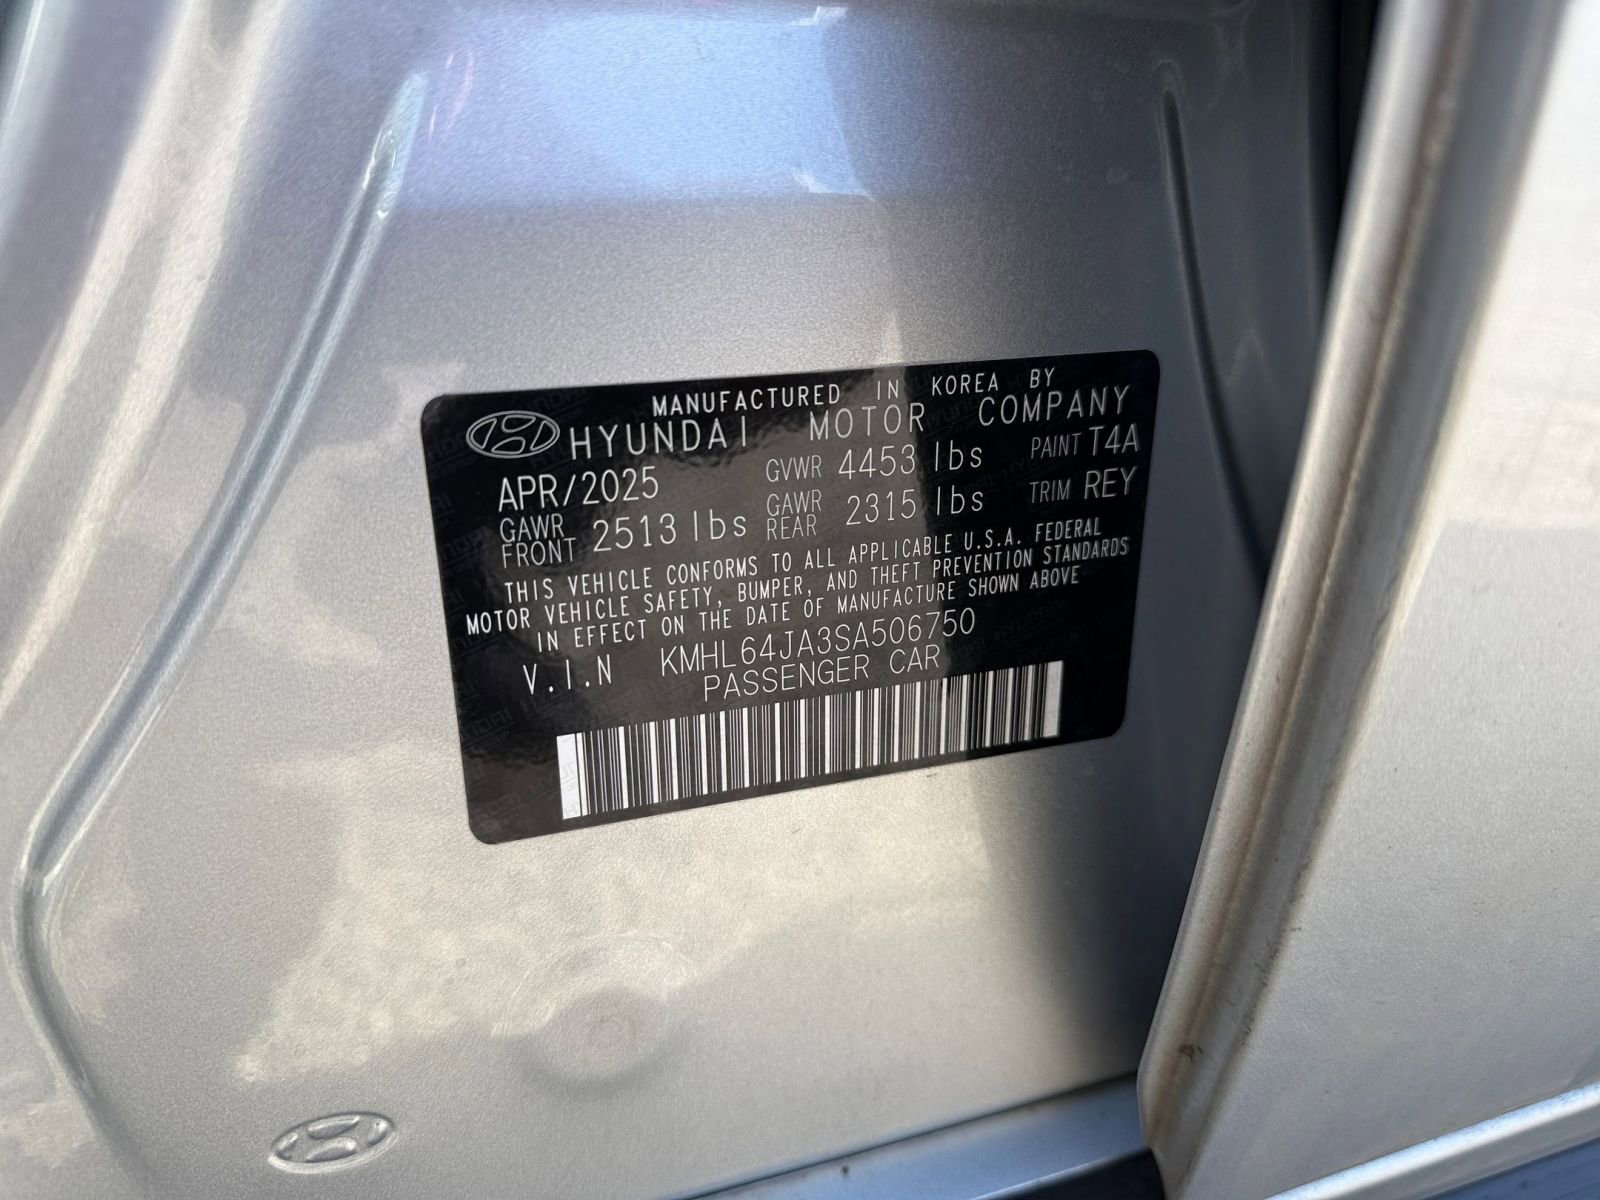 MANUFACTURED IN KOREA BY
HYUNDAI MOTOR COMPANY
APR/2025 GVWR 4453 lbs PAINT T4A
GAWR FRONT 2513 lbs GAWR REAR 2315 lbs TRIM REY
THIS VEHICLE CONFORMS TO ALL APPLICABLE U.S.A. FEDERAL
MOTOR VEHICLE SAFETY, BUMPER, AND THEFT PREVENTION STANDARDS
IN EFFECT ON THE DATE OF MANUFACTURE SHOWN ABOVE
V.I.N KMHL64JA3SA506750
PASSENGER CAR